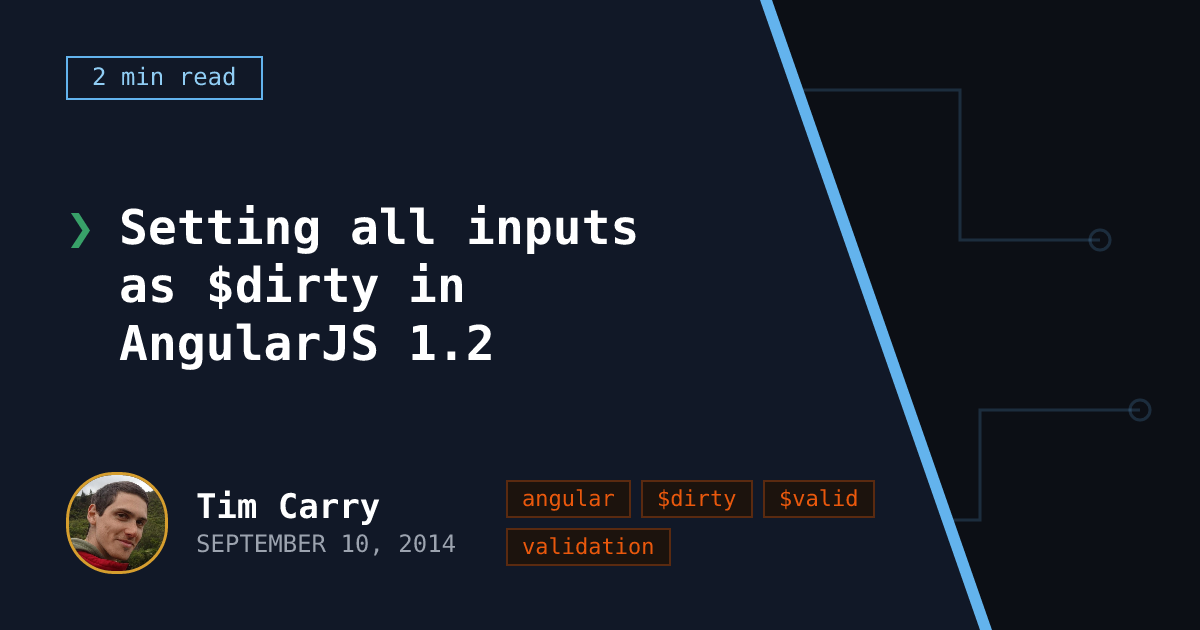 2 min read
❯ Setting all inputs
as $dirty in
AngularJS 1.2
Tim Carry
SEPTEMBER 10, 2014
angular $dirty $valid
validation